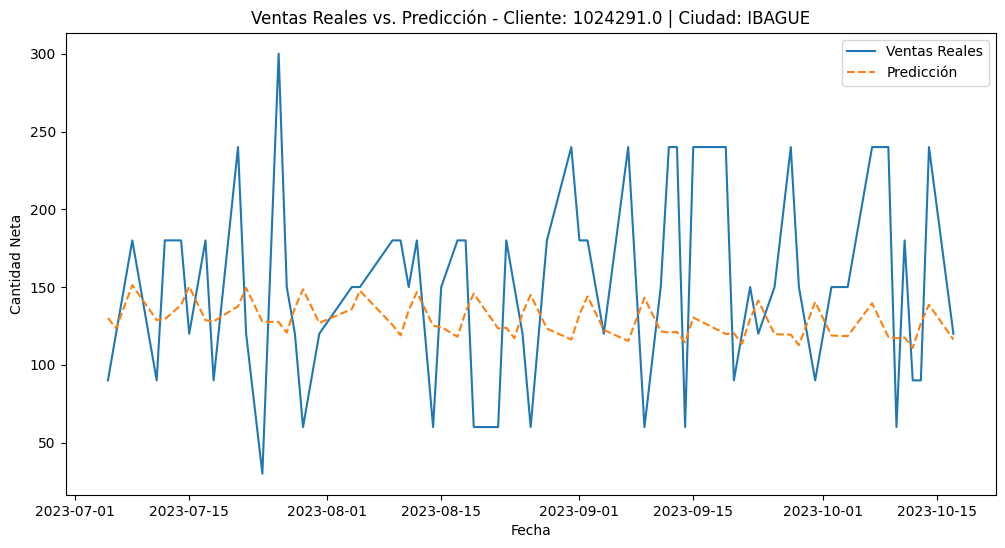 Ventas Reales vs. Predicción - Cliente: 1024291.0 | Ciudad: IBAGUE
Ventas Reales
Predicción
300
250
200
150
100
50
Cantidad Neta
2023-07-01
2023-07-15
2023-08-01
2023-08-15
2023-09-01
2023-09-15
2023-10-01
2023-10-15
Fecha